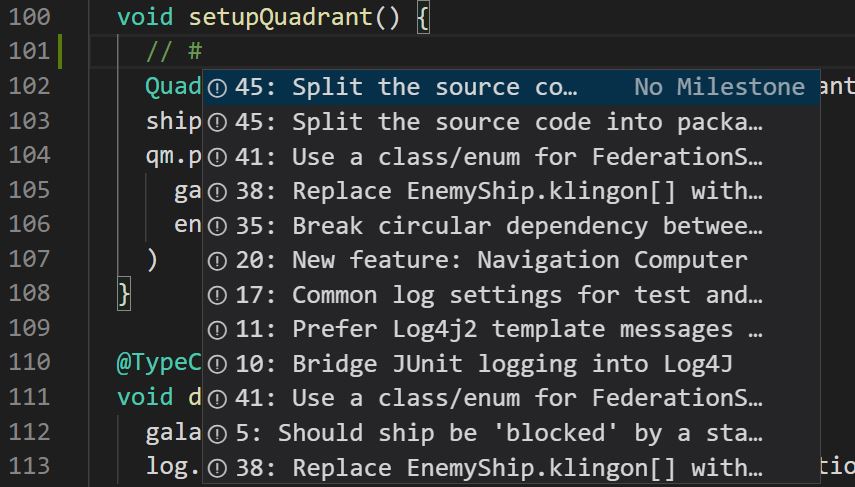 100 void setupQuadrant() {
101 // #
102 Quad 45: Split the source co… No Milestone ant
103 ship 45: Split the source code into packa…
104 qm.p 41: Use a class/enum for FederationS…
105 ga 38: Replace EnemyShip.klingon[] with…
106 en 35: Break circular dependency betwee…
107 ) 20: New feature: Navigation Computer
108 } 17: Common log settings for test and…
109 11: Prefer Log4j2 template messages …
110 @TypeC 10: Bridge JUnit logging into Log4J
111 void d 41: Use a class/enum for FederationS…
112 gala 5: Should ship be 'blocked' by a sta…
113 log. 38: Replace EnemyShip.klingon[] with… tio